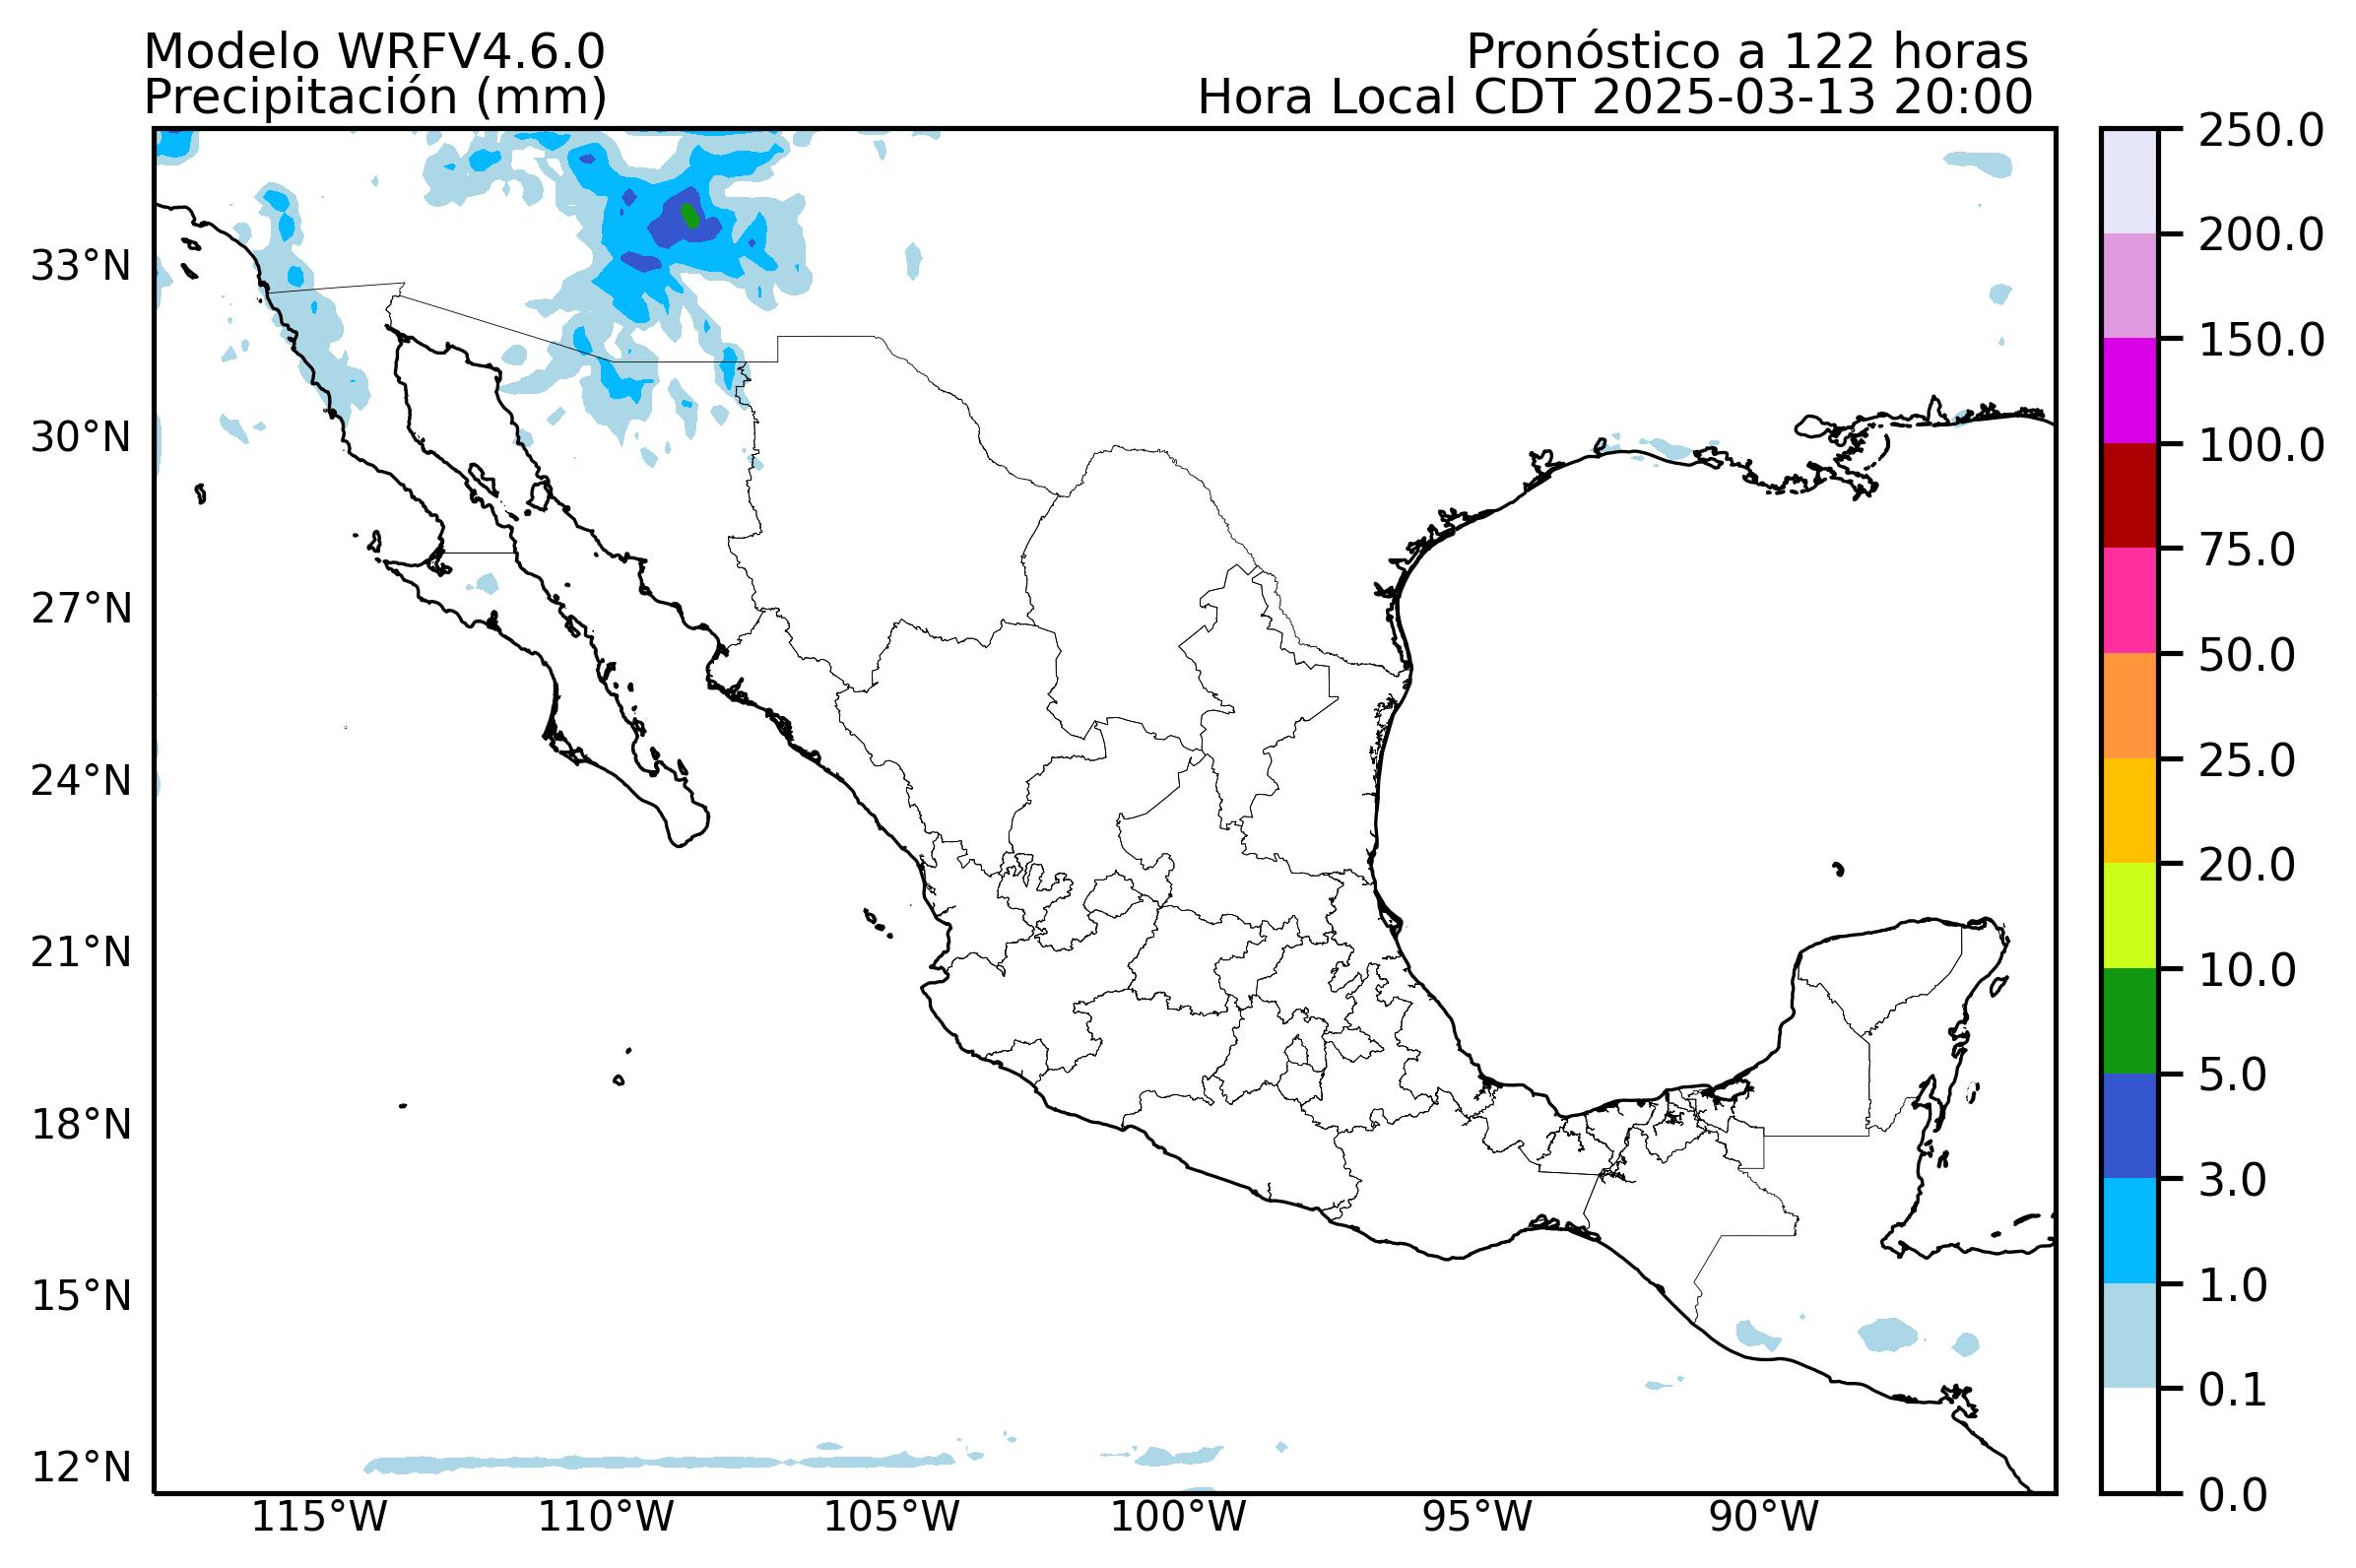 Modelo WRFV4.6.0
Precipitación (mm)
Pronóstico a 122 horas
Hora Local CDT 2025-03-13 20:00
33°N
30°N
27°N
24°N
21°N
18°N
15°N
12°N
115°W
110°W
105°W
100°W
95°W
90°W
250.0
200.0
150.0
100.0
75.0
50.0
25.0
20.0
10.0
5.0
3.0
1.0
0.1
0.0